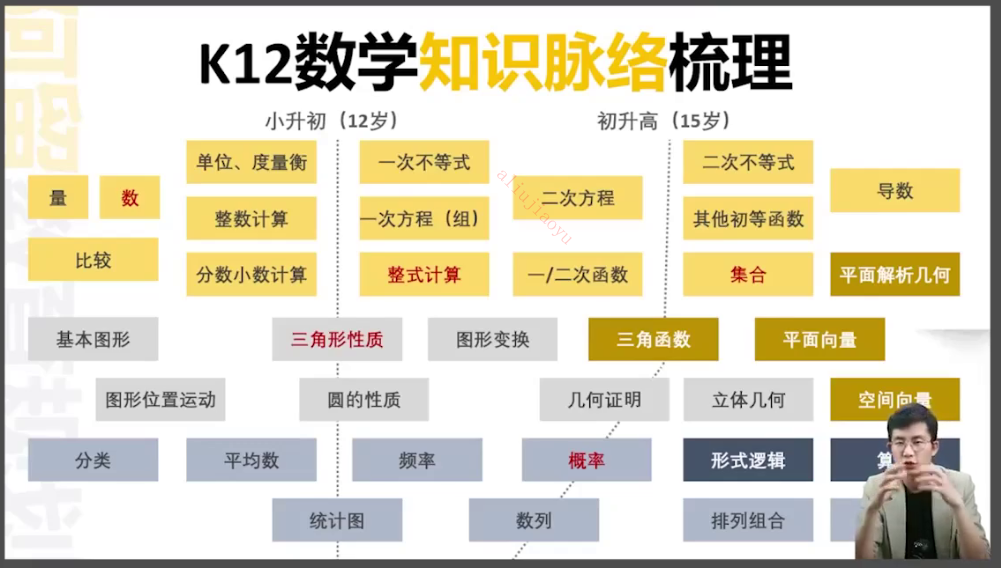 K12数学知识脉络梳理
小升初（12岁）
初升高（15岁）
单位、度量衡
一次不等式
二次不等式
量
数
二次方程
导数
整数计算
一次方程（组）
其他初等函数
比较
分数小数计算
整式计算
一/二次函数
集合
平面解析几何
基本图形
三角形性质
图形变换
三角函数
平面向量
图形位置运动
圆的性质
几何证明
立体几何
空间向量
分类
平均数
频率
概率
形式逻辑
算
统计图
数列
排列组合
aliujiaoyu